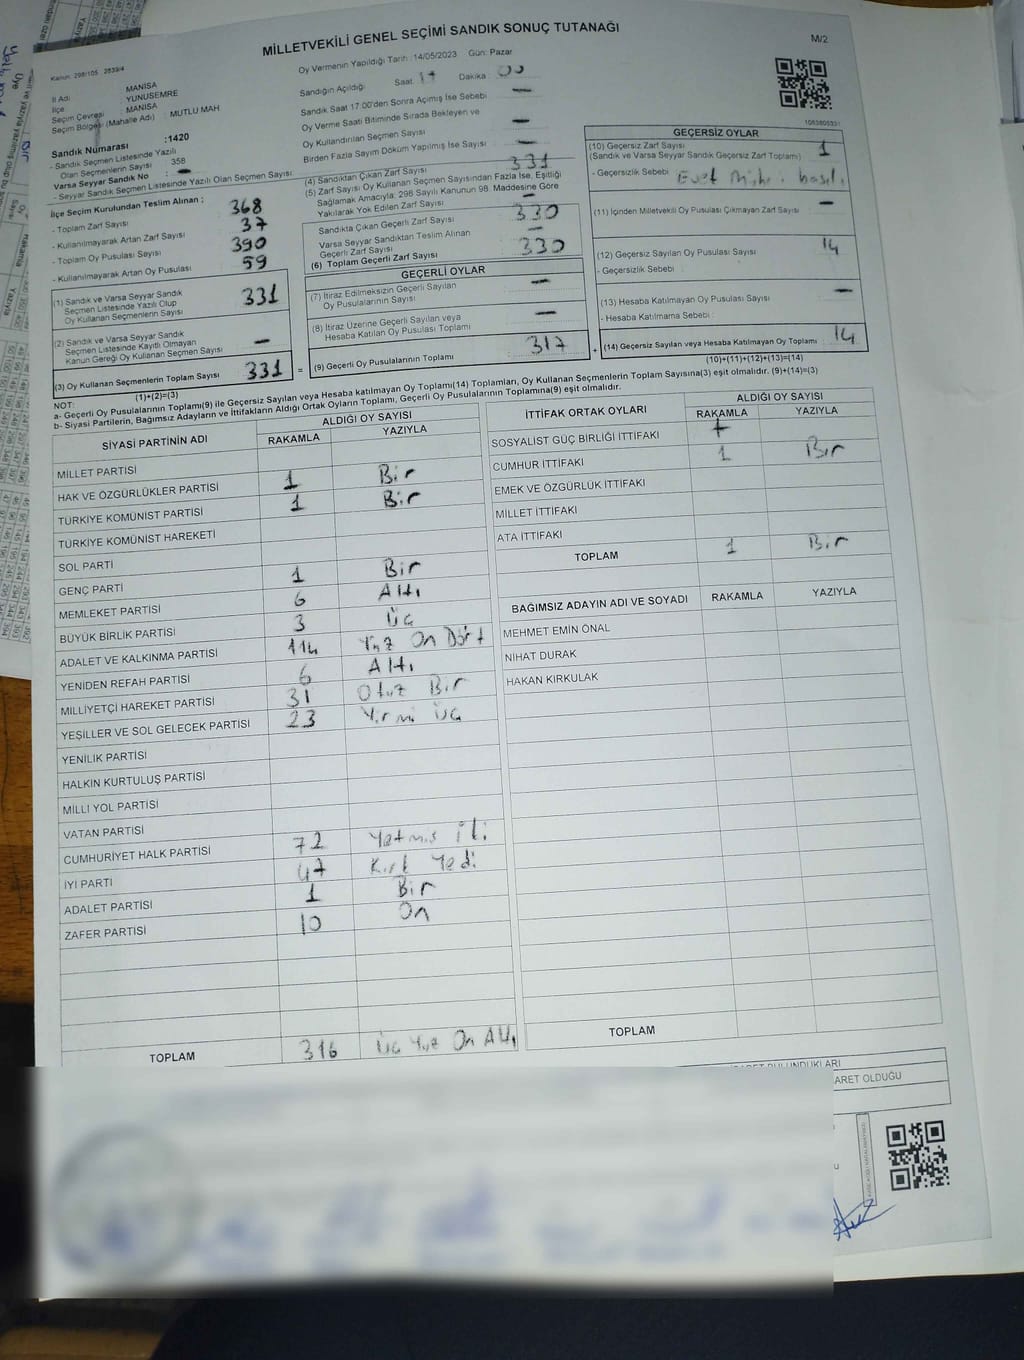 MİLLETVEKİLİ GENEL SEÇİMİ SANDIK SONUÇ TUTANAĞI
M/2
Kanun: 298/105 2839/4
Oy Vermenin Yapıldığı Tarih :14/05/2023 Gün: Pazar
İl Adı : MANİSA
İlçe : YUNUSEMRE
Seçim Çevresi : MANİSA
Seçim Bölgesi (Mahalle Adı) : MUTLU MAH
Sandık Numarası :1420
- Sandık Seçmen Listesinde Yazılı
Olan Seçmenlerin Sayısı : 358
Varsa Seyyar Sandık No : -
- Seyyar Sandık Seçmen Listesinde Yazılı Olan Seçmen Sayısı:
İlçe Seçim Kurulundan Teslim Alınan ;
- Toplam Zarf Sayısı : 368
- Kullanılmayarak Artan Zarf Sayısı : 37
- Toplam Oy Pusulası Sayısı : 390
- Kullanılmayarak Artan Oy Pusulası : 59
(1) Sandık ve Varsa Seyyar Sandık
Seçmen Listesinde Yazılı Olup
Oy Kullanan Seçmenlerin Sayısı : 331
(2) Sandık ve Varsa Seyyar Sandık
Seçmen Listesinde Kayıtlı Olmayan
Kanun Gereği Oy Kullanan Seçmen Sayısı : -
(3) Oy Kullanan Seçmenlerin Toplam Sayısı : 331
(1)+(2)=(3)
Sandığın Açıldığı Saat 17 Dakika 00
Sandık Saat 17.00'den Sonra Açımış İse Sebebi : -
Oy Verme Saati Bitiminde Sırada Bekleyen ve
Oy Kullandırılan Seçmen Sayısı : -
Birden Fazla Sayım Döküm Yapılmış İse Sayısı : -
(4) Sandıktan Çıkan Zarf Sayısı : 331
(5) Zarf Sayısı Oy Kullanan Seçmen Sayısından Fazla İse, Eşitliği
Sağlamak Amacıyla; 298 Sayılı Kanunun 98. Maddesine Göre
Yakılarak Yok Edilen Zarf Sayısı : -
Sandıkta Çıkan Geçerli Zarf Sayısı : 330
Varsa Seyyar Sandıktan Teslim Alınan
Geçerli Zarf Sayısı : -
(6) Toplam Geçerli Zarf Sayısı : 330
GEÇERLİ OYLAR
(7) İtiraz Edilmeksizin Geçerli Sayılan
Oy Pusulalarının Sayısı : -
(8) İtiraz Üzerine Geçerli Sayılan veya
Hesaba Katılan Oy Pusulası Toplamı : -
= (9) Geçerli Oy Pusulalarının Toplamı : 317 +
1053805331
GEÇERSİZ OYLAR
(10) Geçersiz Zarf Sayısı : 1
(Sandık ve Varsa Seyyar Sandık Geçersiz Zarf Toplamı)
- Geçersizlik Sebebi : Evet
(11) İçinden Milletvekili Oy Pusulası Çıkmayan Zarf Sayısı : -
(12) Geçersiz Sayılan Oy Pusulası Sayısı : 14
- Geçersizlik Sebebi :
(13) Hesaba Katılmayan Oy Pusulası Sayısı : -
- Hesaba Katılmama Sebebi :
(14) Geçersiz Sayılan veya Hesaba Katılmayan Oy Toplamı : 14
(10)+(11)+(12)+(13)=(14)
NOT:
a- Geçerli Oy Pusulalarının Toplamı(9) ile Geçersiz Sayılan veya Hesaba katılmayan Oy Toplamı(14) Toplamları, Oy Kullanan Seçmenlerin Toplam Sayısına(3) eşit olmalıdır. (9)+(14)=(3)
b- Siyasi Partilerin, Bağımsız Adayların ve İttifakların Aldığı Ortak Oyların Toplamı, Geçerli Oy Pusulalarının Toplamına(9) eşit olmalıdır.
SİYASİ PARTİNİN ADI
ALDIĞI OY SAYISI
RAKAMLA YAZIYLA
MİLLET PARTİSİ
HAK VE ÖZGÜRLÜKLER PARTİSİ 1 Bir
TÜRKİYE KOMÜNİST PARTİSİ 1 Bir
TÜRKİYE KOMÜNİST HAREKETİ
SOL PARTİ
GENÇ PARTİ 1 Bir
MEMLEKET PARTİSİ 6 Altı
BÜYÜK BİRLİK PARTİSİ 3 Üç
ADALET VE KALKINMA PARTİSİ 114 Yüz On Dört
YENİDEN REFAH PARTİSİ 6 Altı
MİLLİYETÇİ HAREKET PARTİSİ 31 Otuz Bir
YEŞİLLER VE SOL GELECEK PARTİSİ 23 Yirmi Üç
YENİLİK PARTİSİ
HALKIN KURTULUŞ PARTİSİ
MİLLİ YOL PARTİSİ
VATAN PARTİSİ
CUMHURİYET HALK PARTİSİ 72 Yetmiş İki
İYİ PARTİ 47 Kırk Yedi
ADALET PARTİSİ 1 Bir
ZAFER PARTİSİ 10 On
TOPLAM 316 Üç Yüz On Altı
İTTİFAK ORTAK OYLARI
ALDIĞI OY SAYISI
RAKAMLA YAZIYLA
SOSYALİST GÜÇ BİRLİĞİ İTTİFAKI
CUMHUR İTTİFAKI 1 Bir
EMEK VE ÖZGÜRLÜK İTTİFAKI
MİLLET İTTİFAKI
ATA İTTİFAKI
TOPLAM 1 Bir
BAĞIMSIZ ADAYIN ADI VE SOYADI RAKAMLA YAZIYLA
MEHMET EMİN ÖNAL
NİHAT DURAK
HAKAN KIRKULAK
TOPLAM
ARET OLDUĞU